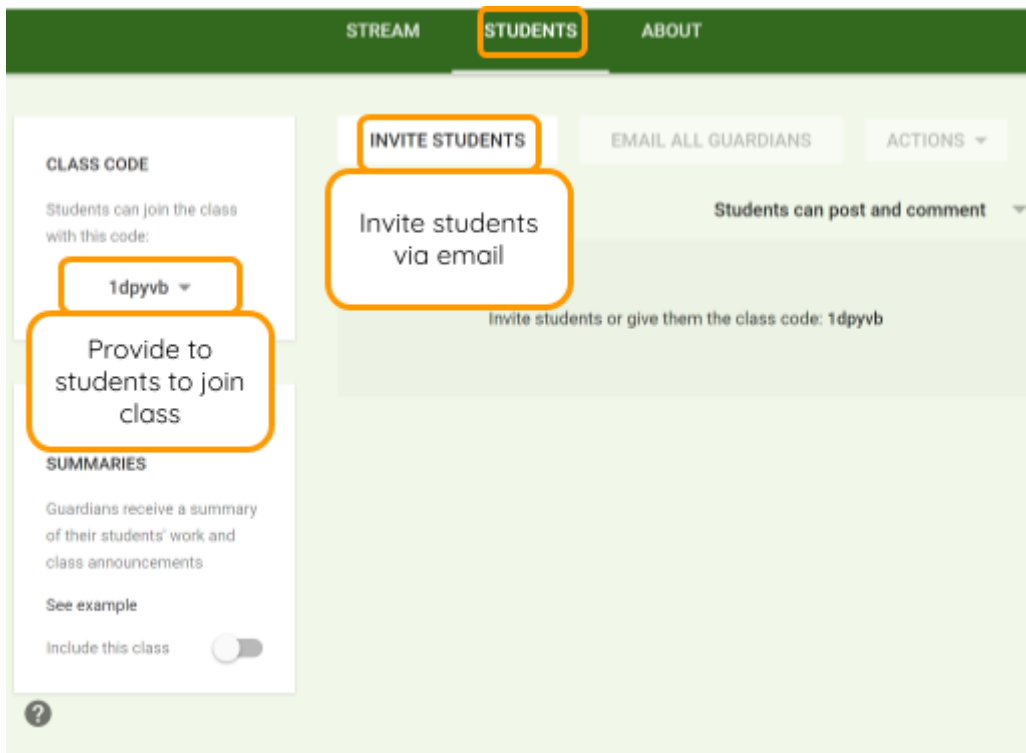 STREAM STUDENTS ABOUT
CLASS CODE
Students can join the class
with this code:
1dpyvb
Provide to
students to join
class
SUMMARIES
Guardians receive a summary
of their students' work and
class announcements
See example
Include this class
INVITE STUDENTS EMAIL ALL GUARDIANS ACTIONS
Invite students
via email
Students can post and comment
Invite students or give them the class code: 1dpyvb
?